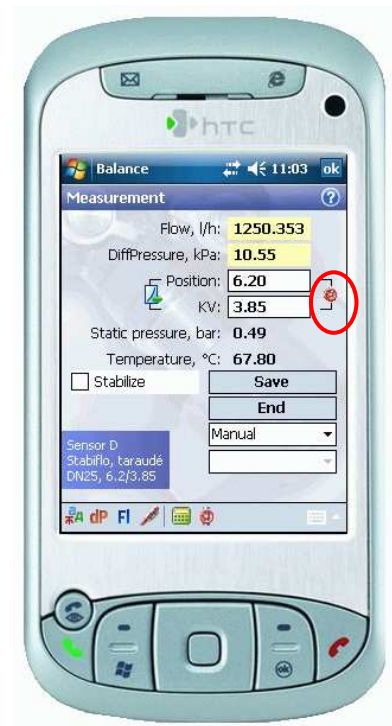 hTC
Balance 11:03 ok
Measurement ?
Flow, l/h: 1250.353
DiffPressure, kPa: 10.55
Position: 6.20
KV: 3.85
Static pressure, bar: 0.49
Temperature, °C: 67.80
Stabilize Save
End
Manual
Sensor D
Stabiflo, taraudé
DN25, 6.2/3.85
dP Fl
ok